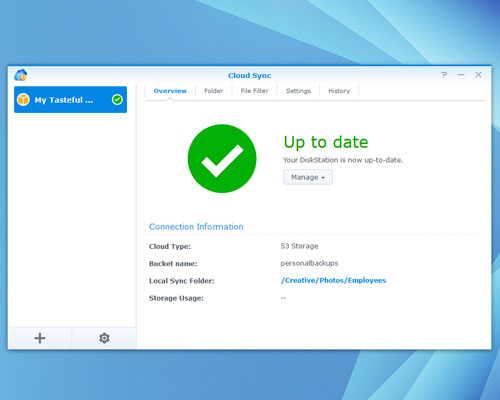 Cloud Sync
My Tasteful ...
Overview
Folder
File Filter
Settings
History
Up to date
Your DiskStation is now up-to-date.
Manage
Connection Information
Cloud Type: S3 Storage
Bucket name: personalbackups
Local Sync Folder: /Creative/Photos/Employees
Storage Usage: --